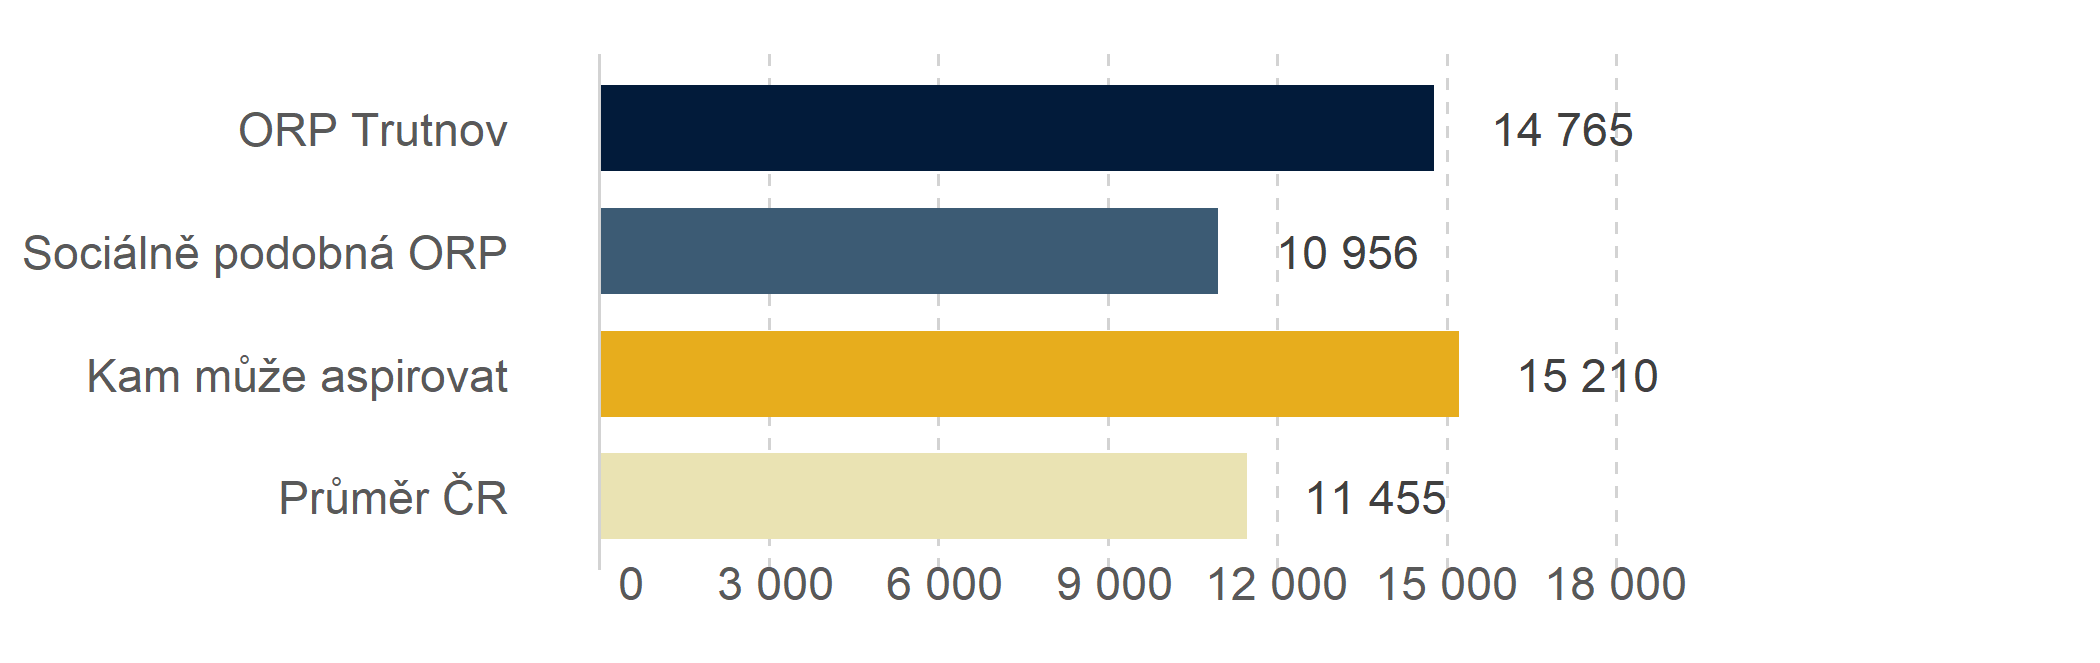 ORP Trutnov 14 765
Sociálně podobná ORP 10 956
Kam může aspirovat 15 210
Průměr ČR 11 455
0 3 000 6 000 9 000 12 000 15 000 18 000